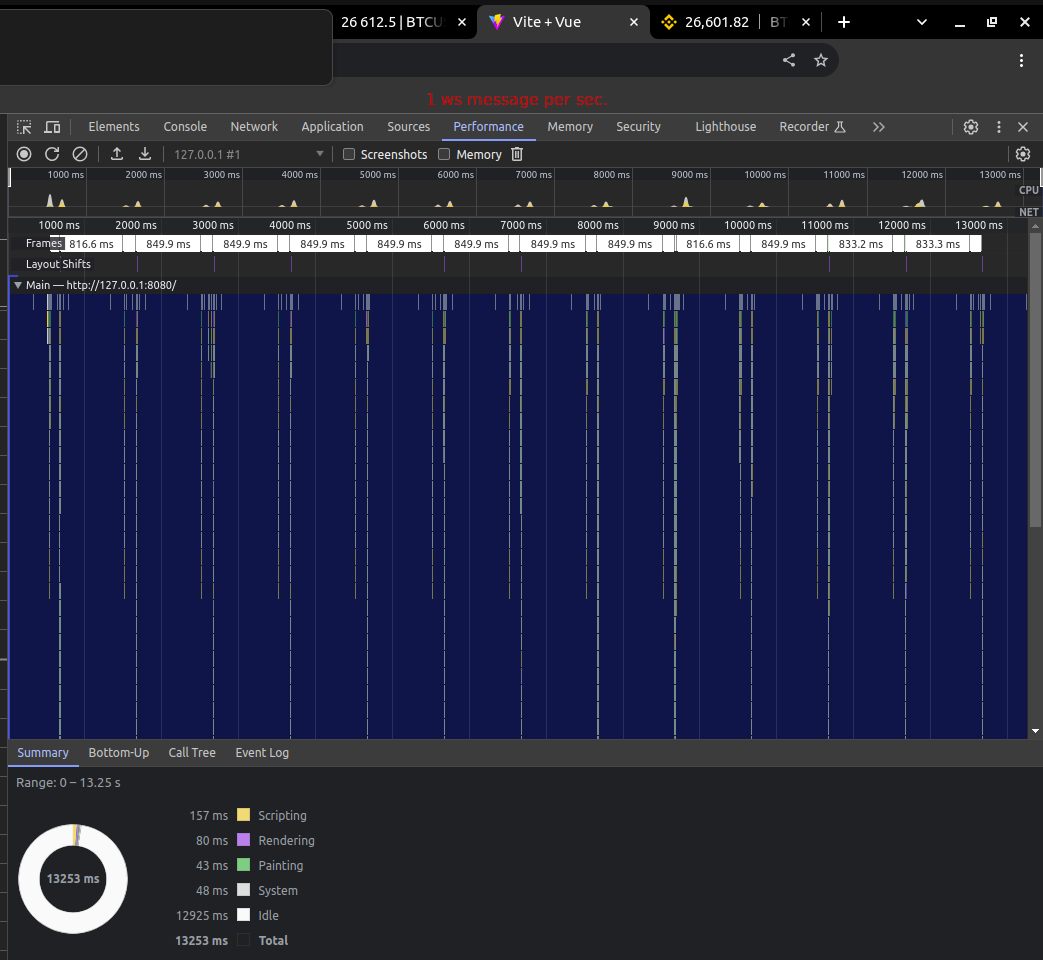 26 612.5 | BTCU
Vite + Vue
26,601.82 | BT
1 ws message per sec.
Elements Console Network Application Sources Performance Memory Security Lighthouse Recorder
127.0.0.1 #1 Screenshots Memory
1000 ms 2000 ms 3000 ms 4000 ms 5000 ms 6000 ms 7000 ms 8000 ms 9000 ms 10000 ms 11000 ms 12000 ms 13000 ms
CPU
NET
1000 ms 2000 ms 3000 ms 4000 ms 5000 ms 6000 ms 7000 ms 8000 ms 9000 ms 10000 ms 11000 ms 12000 ms 13000 ms
Frames 816.6 ms 849.9 ms 849.9 ms 849.9 ms 849.9 ms 849.9 ms 849.9 ms 849.9 ms 816.6 ms 849.9 ms 833.2 ms 833.3 ms
Layout Shifts
Main — http://127.0.0.1:8080/
Summary Bottom-Up Call Tree Event Log
Range: 0 – 13.25 s
13253 ms
157 ms Scripting
80 ms Rendering
43 ms Painting
48 ms System
12925 ms Idle
13253 ms Total